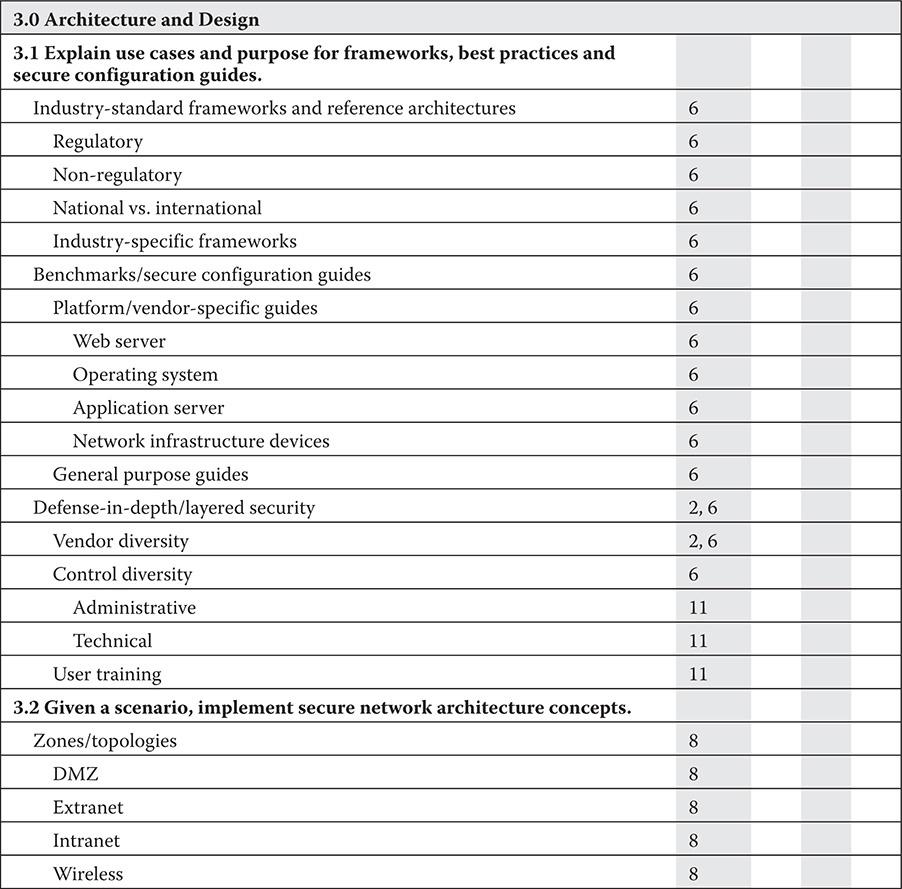 3.0 Architecture and Design
3.1 Explain use cases and purpose for frameworks, best practices and
secure configuration guides.
Industry-standard frameworks and reference architectures 6
Regulatory 6
Non-regulatory 6
National vs. international 6
Industry-specific frameworks 6
Benchmarks/secure configuration guides 6
Platform/vendor-specific guides 6
Web server 6
Operating system 6
Application server 6
Network infrastructure devices 6
General purpose guides 6
Defense-in-depth/layered security 2, 6
Vendor diversity 2, 6
Control diversity 6
Administrative 11
Technical 11
User training 11
3.2 Given a scenario, implement secure network architecture concepts.
Zones/topologies 8
DMZ 8
Extranet 8
Intranet 8
Wireless 8